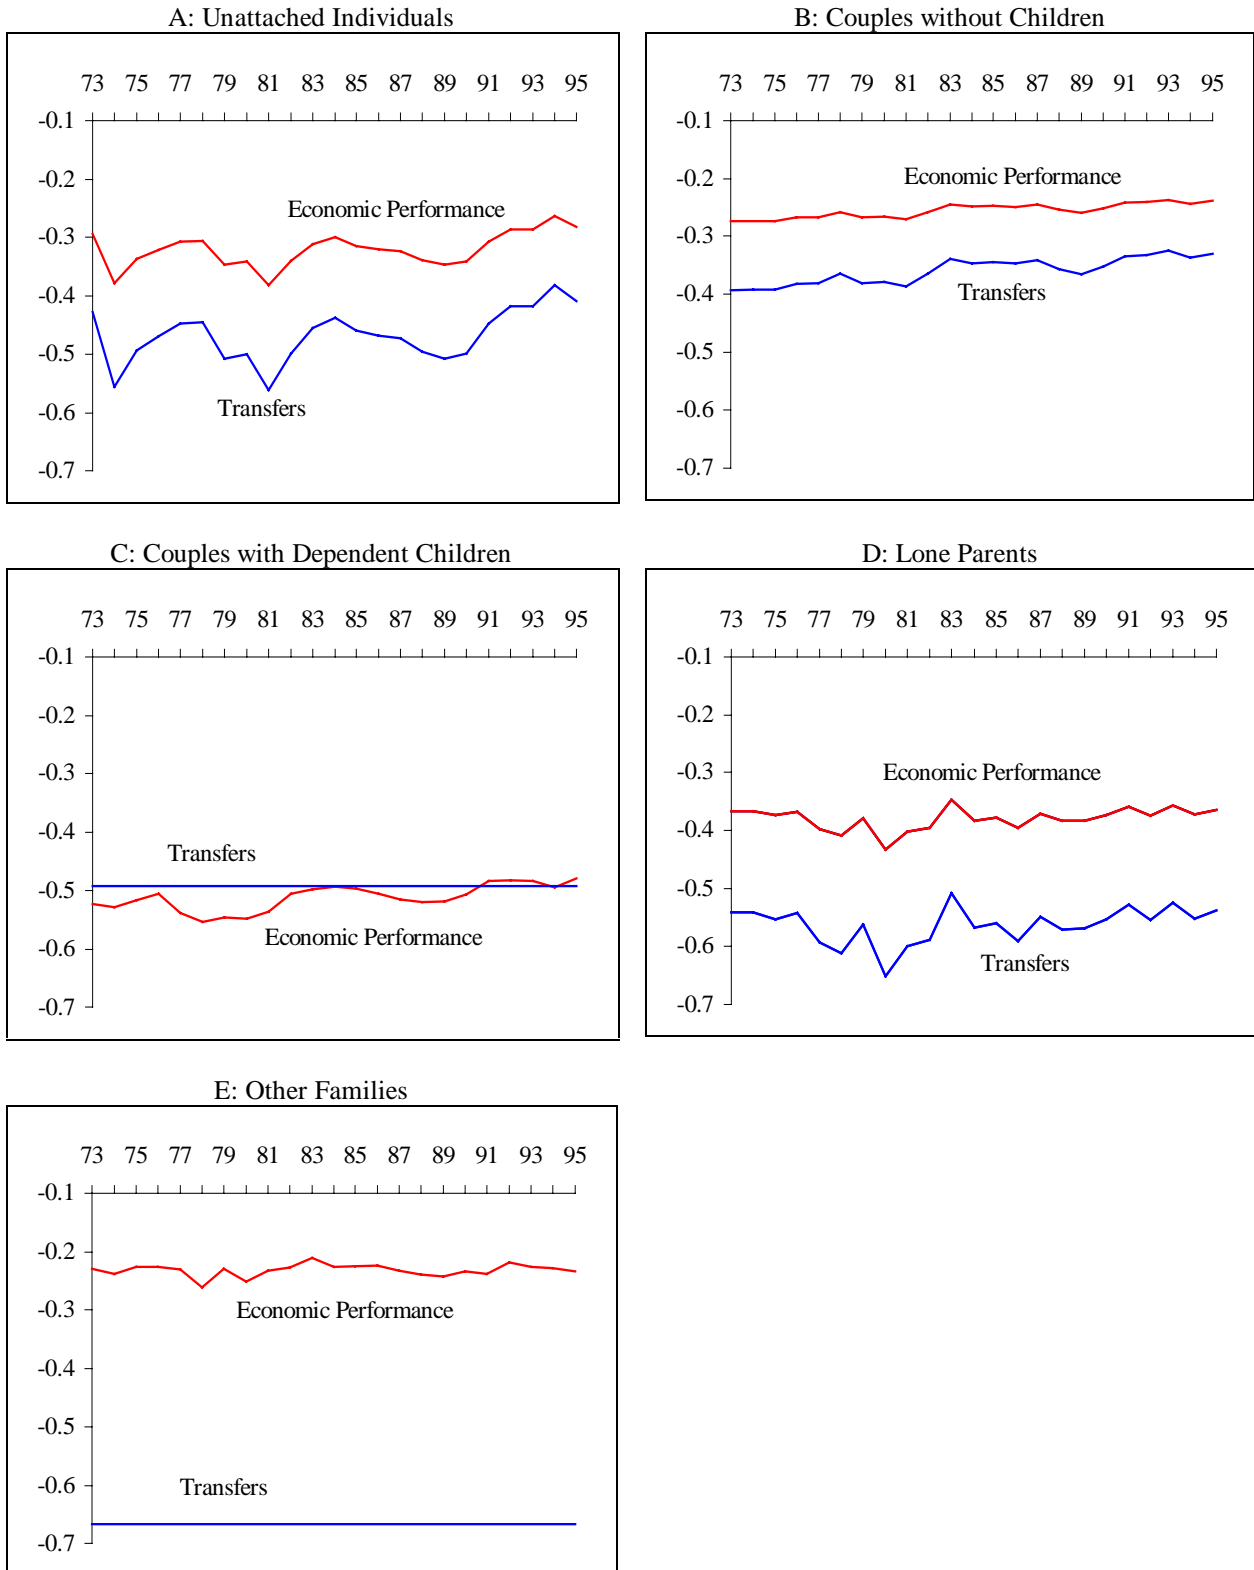 A: Unattached Individuals
73 75 77 79 81 83 85 87 89 91 93 95
-0.1
-0.2
Economic Performance
-0.3
-0.4
-0.5
Transfers
-0.6
-0.7
B: Couples without Children
73 75 77 79 81 83 85 87 89 91 93 95
-0.1
Economic Performance
-0.2
-0.3
Transfers
-0.4
-0.5
-0.6
-0.7
C: Couples with Dependent Children
73 75 77 79 81 83 85 87 89 91 93 95
-0.1
-0.2
-0.3
-0.4
Transfers
-0.5
Economic Performance
-0.6
-0.7
D: Lone Parents
73 75 77 79 81 83 85 87 89 91 93 95
-0.1
-0.2
Economic Performance
-0.3
-0.4
-0.5
-0.6
Transfers
-0.7
E: Other Families
73 75 77 79 81 83 85 87 89 91 93 95
-0.1
-0.2
Economic Performance
-0.3
-0.4
-0.5
Transfers
-0.6
-0.7